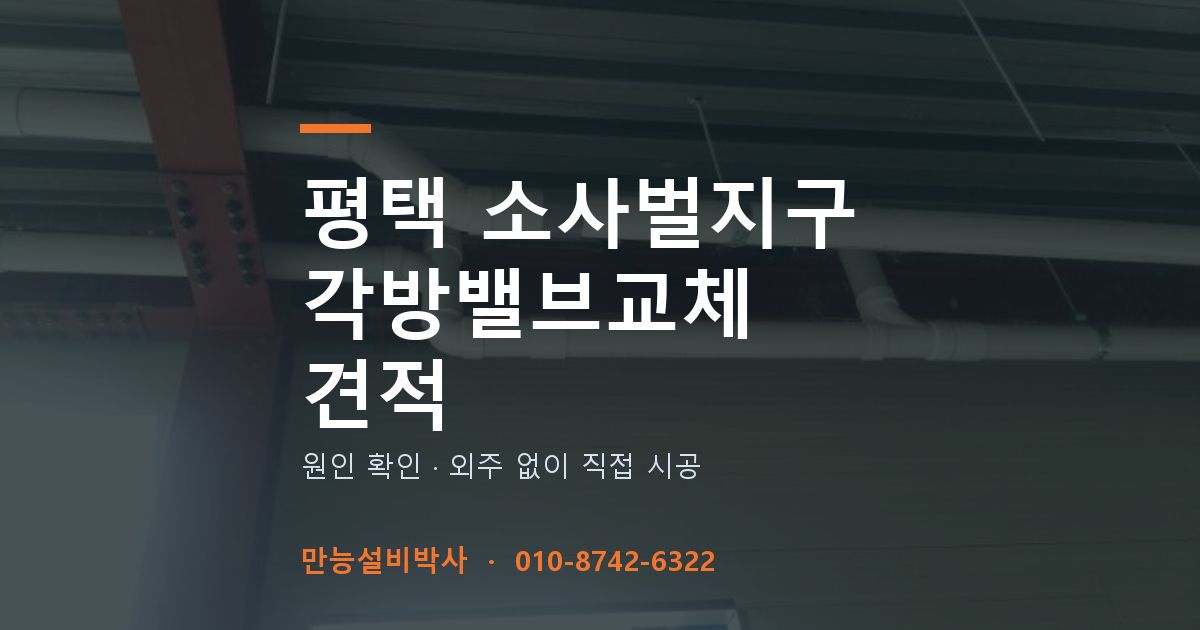 평택 소사벌지구
각방밸브교체
견적
원인 확인 · 외주 없이 직접 시공
만능설비박사 · 010-8742-6322